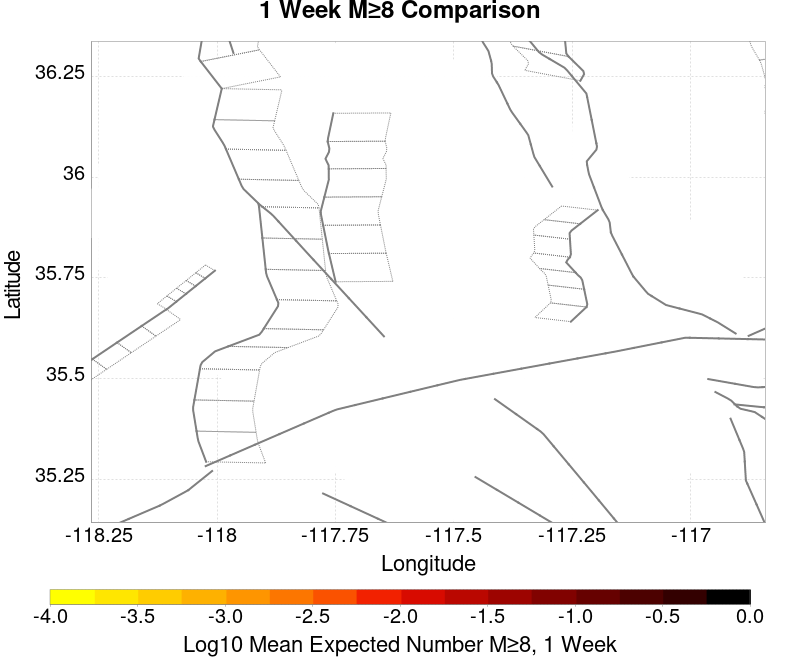 1 Week M≥8 Comparison
36.25
36
35.75
35.5
35.25
Latitude
-118.25 -118 -117.75 -117.5 -117.25 -117
Longitude
-4.0 -3.5 -3.0 -2.5 -2.0 -1.5 -1.0 -0.5 0.0
Log10 Mean Expected Number M≥8, 1 Week